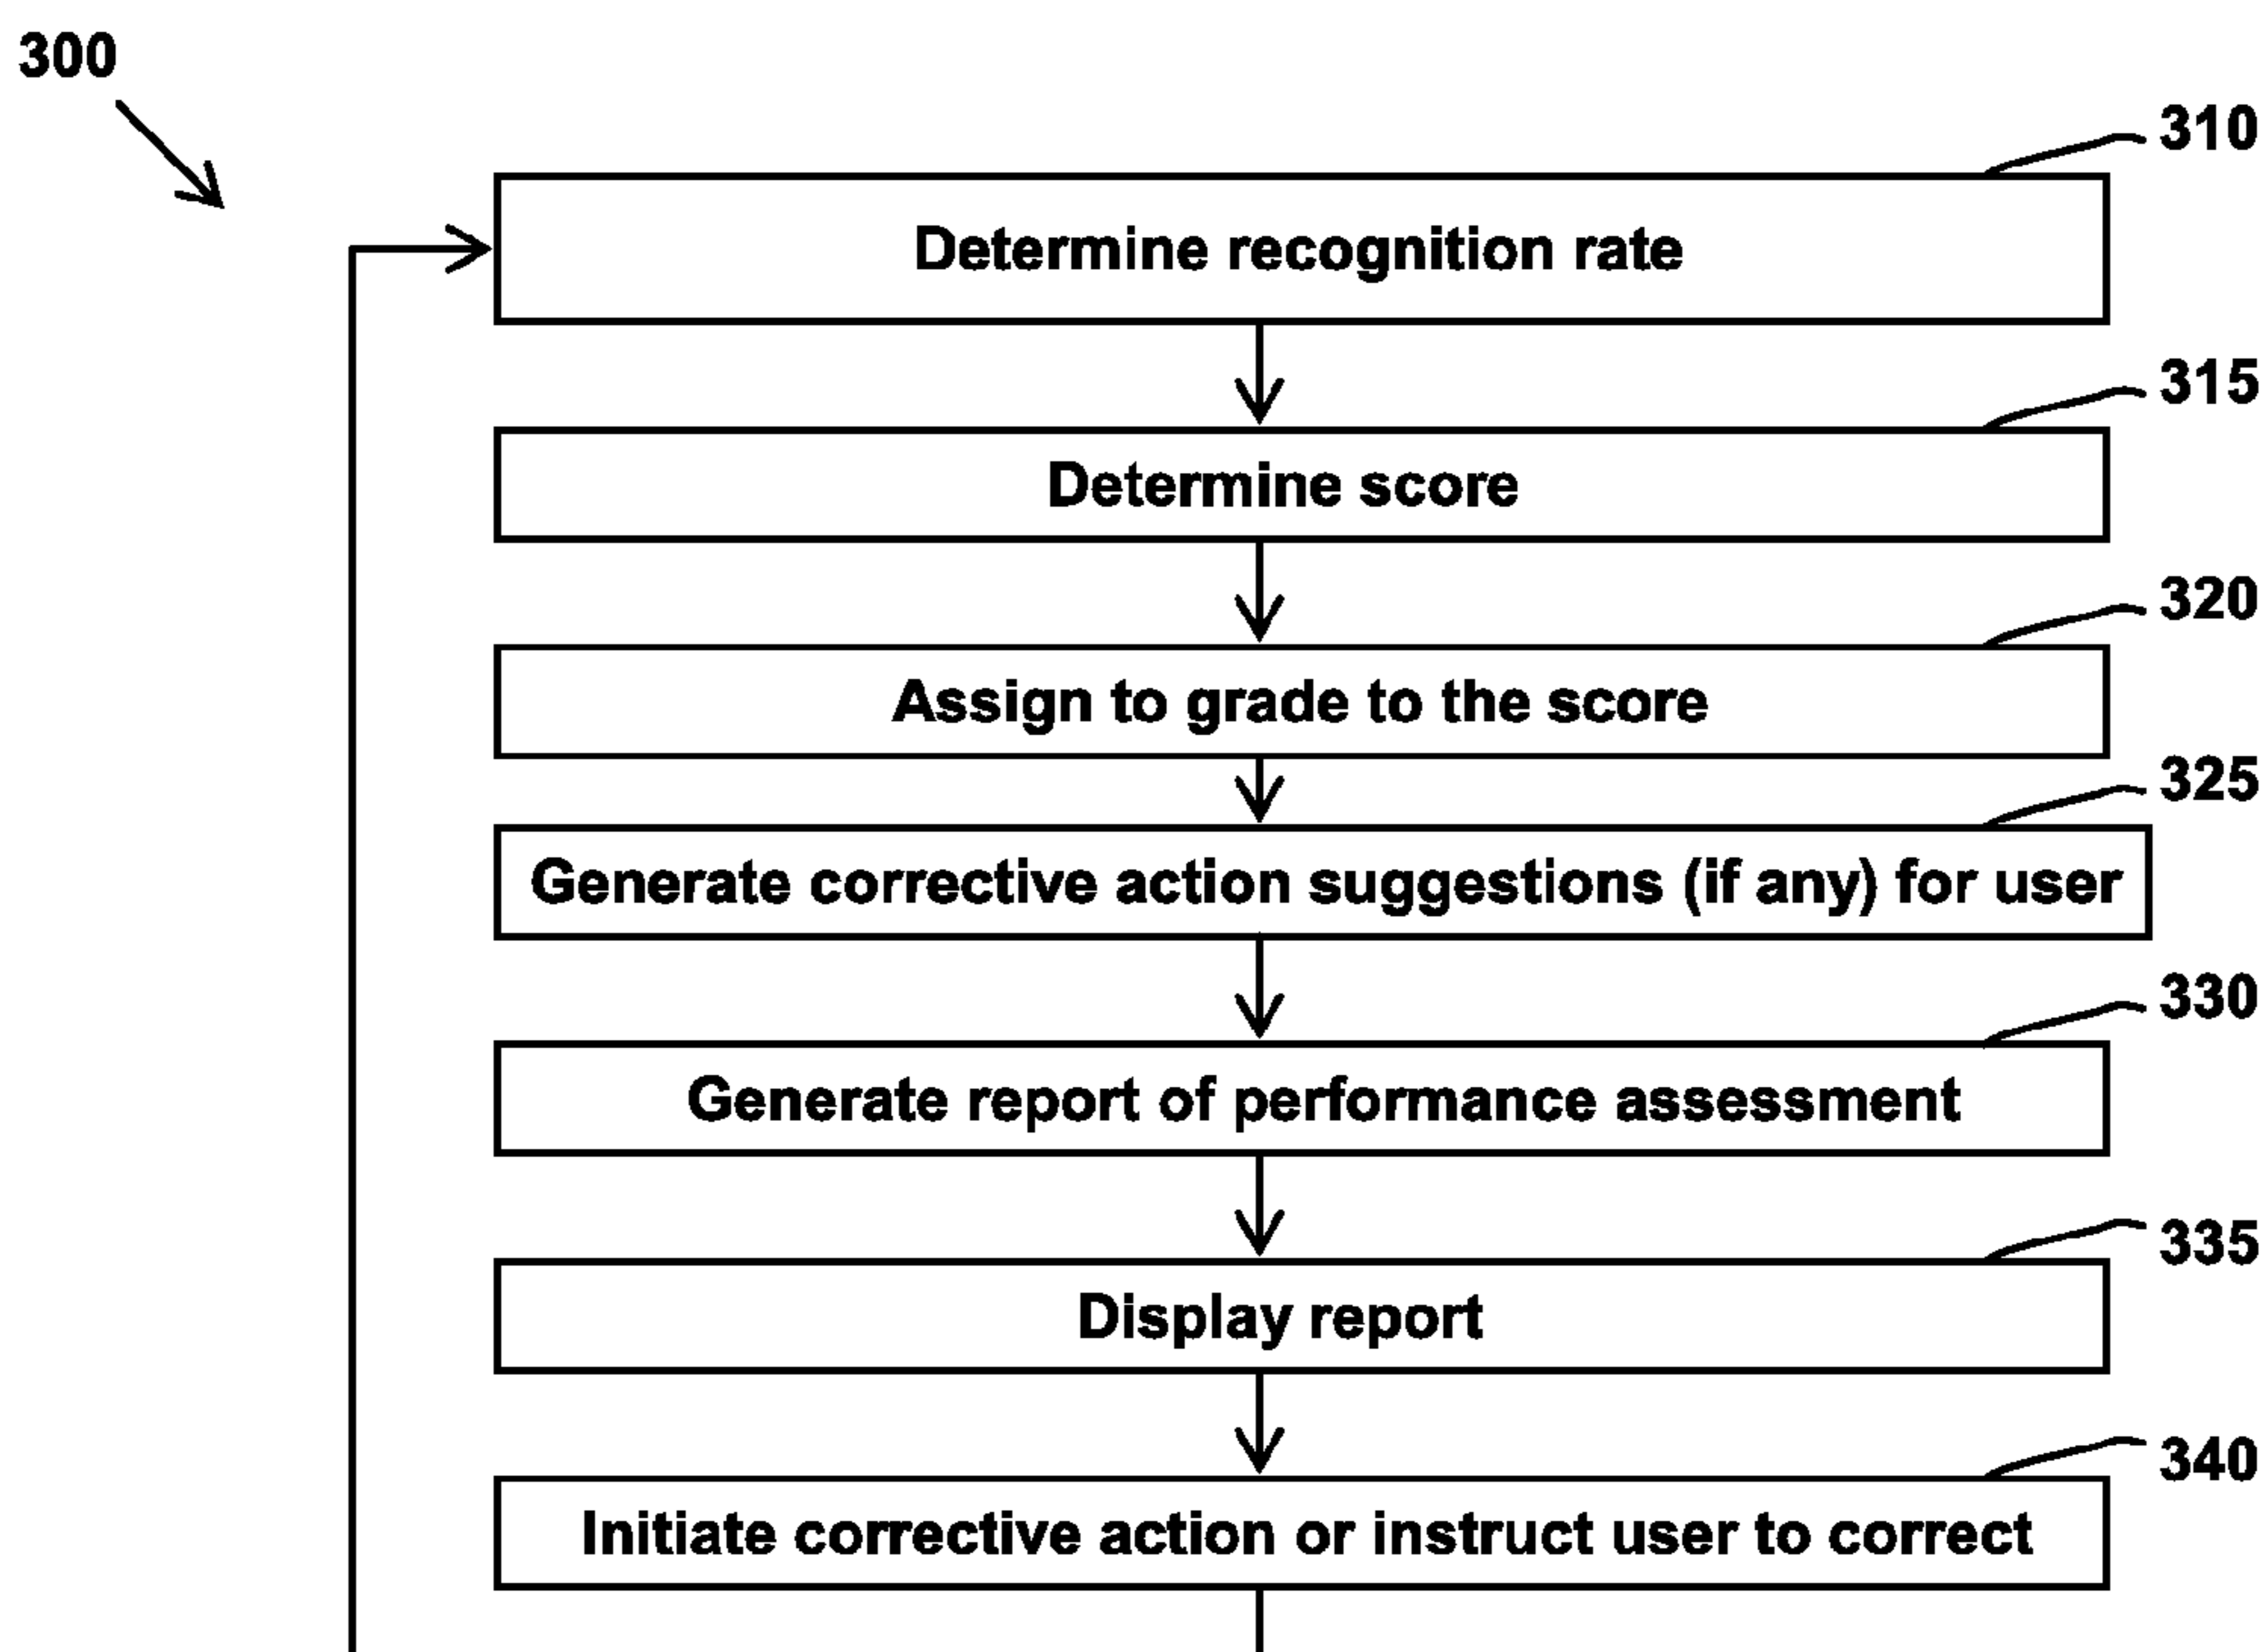 300
310
Determine recognition rate
315
Determine score
320
Assign to grade to the score
325
Generate corrective action suggestions (if any) for user
330
Generate report of performance assessment
335
Display report
340
Initiate corrective action or instruct user to correct